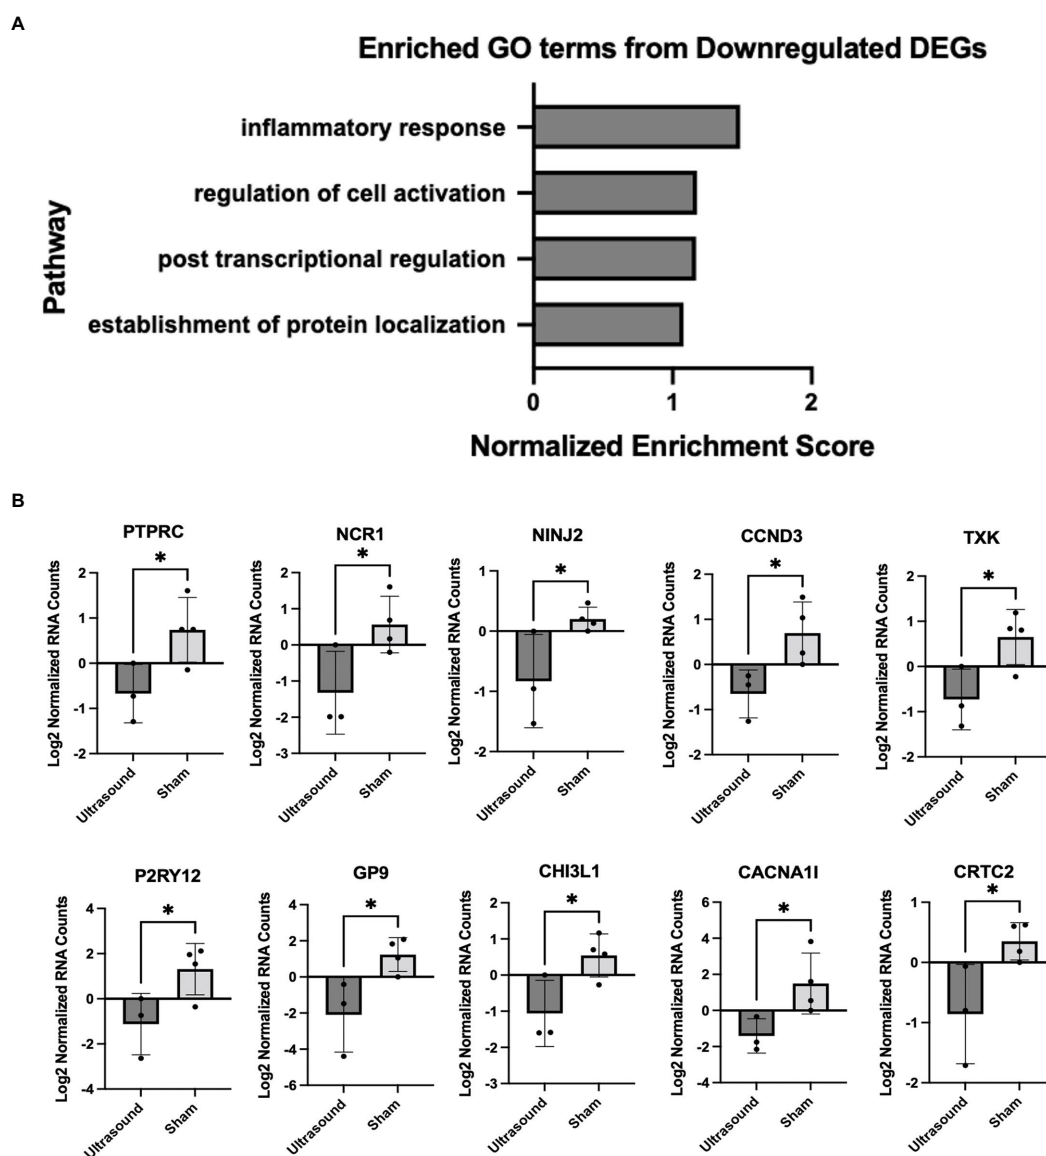 A
Enriched GO terms from Downregulated DEGs
Pathway
inflammatory response
regulation of cell activation
post transcriptional regulation
establishment of protein localization
0 1 2
Normalized Enrichment Score
B
PTPRC
Log2 Normalized RNA Counts
2
1
0
-1
-2
*
Ultrasound
Sham
NCR1
Log2 Normalized RNA Counts
2
1
0
-1
-2
-3
*
Ultrasound
Sham
NINJ2
Log2 Normalized RNA Counts
1
0
-1
-2
*
Ultrasound
Sham
CCND3
Log2 Normalized RNA Counts
2
1
0
-1
-2
*
Ultrasound
Sham
TXK
Log2 Normalized RNA Counts
2
1
0
-1
-2
*
Ultrasound
Sham
P2RY12
Log2 Normalized RNA Counts
4
2
0
-2
-4
*
Ultrasound
Sham
GP9
Log2 Normalized RNA Counts
4
2
0
-2
-4
-6
*
Ultrasound
Sham
CHI3L1
Log2 Normalized RNA Counts
2
1
0
-1
-2
-3
*
Ultrasound
Sham
CACNA1I
Log2 Normalized RNA Counts
6
4
2
0
-2
-4
*
Ultrasound
Sham
CRTC2
Log2 Normalized RNA Counts
1
0
-1
-2
*
Ultrasound
Sham